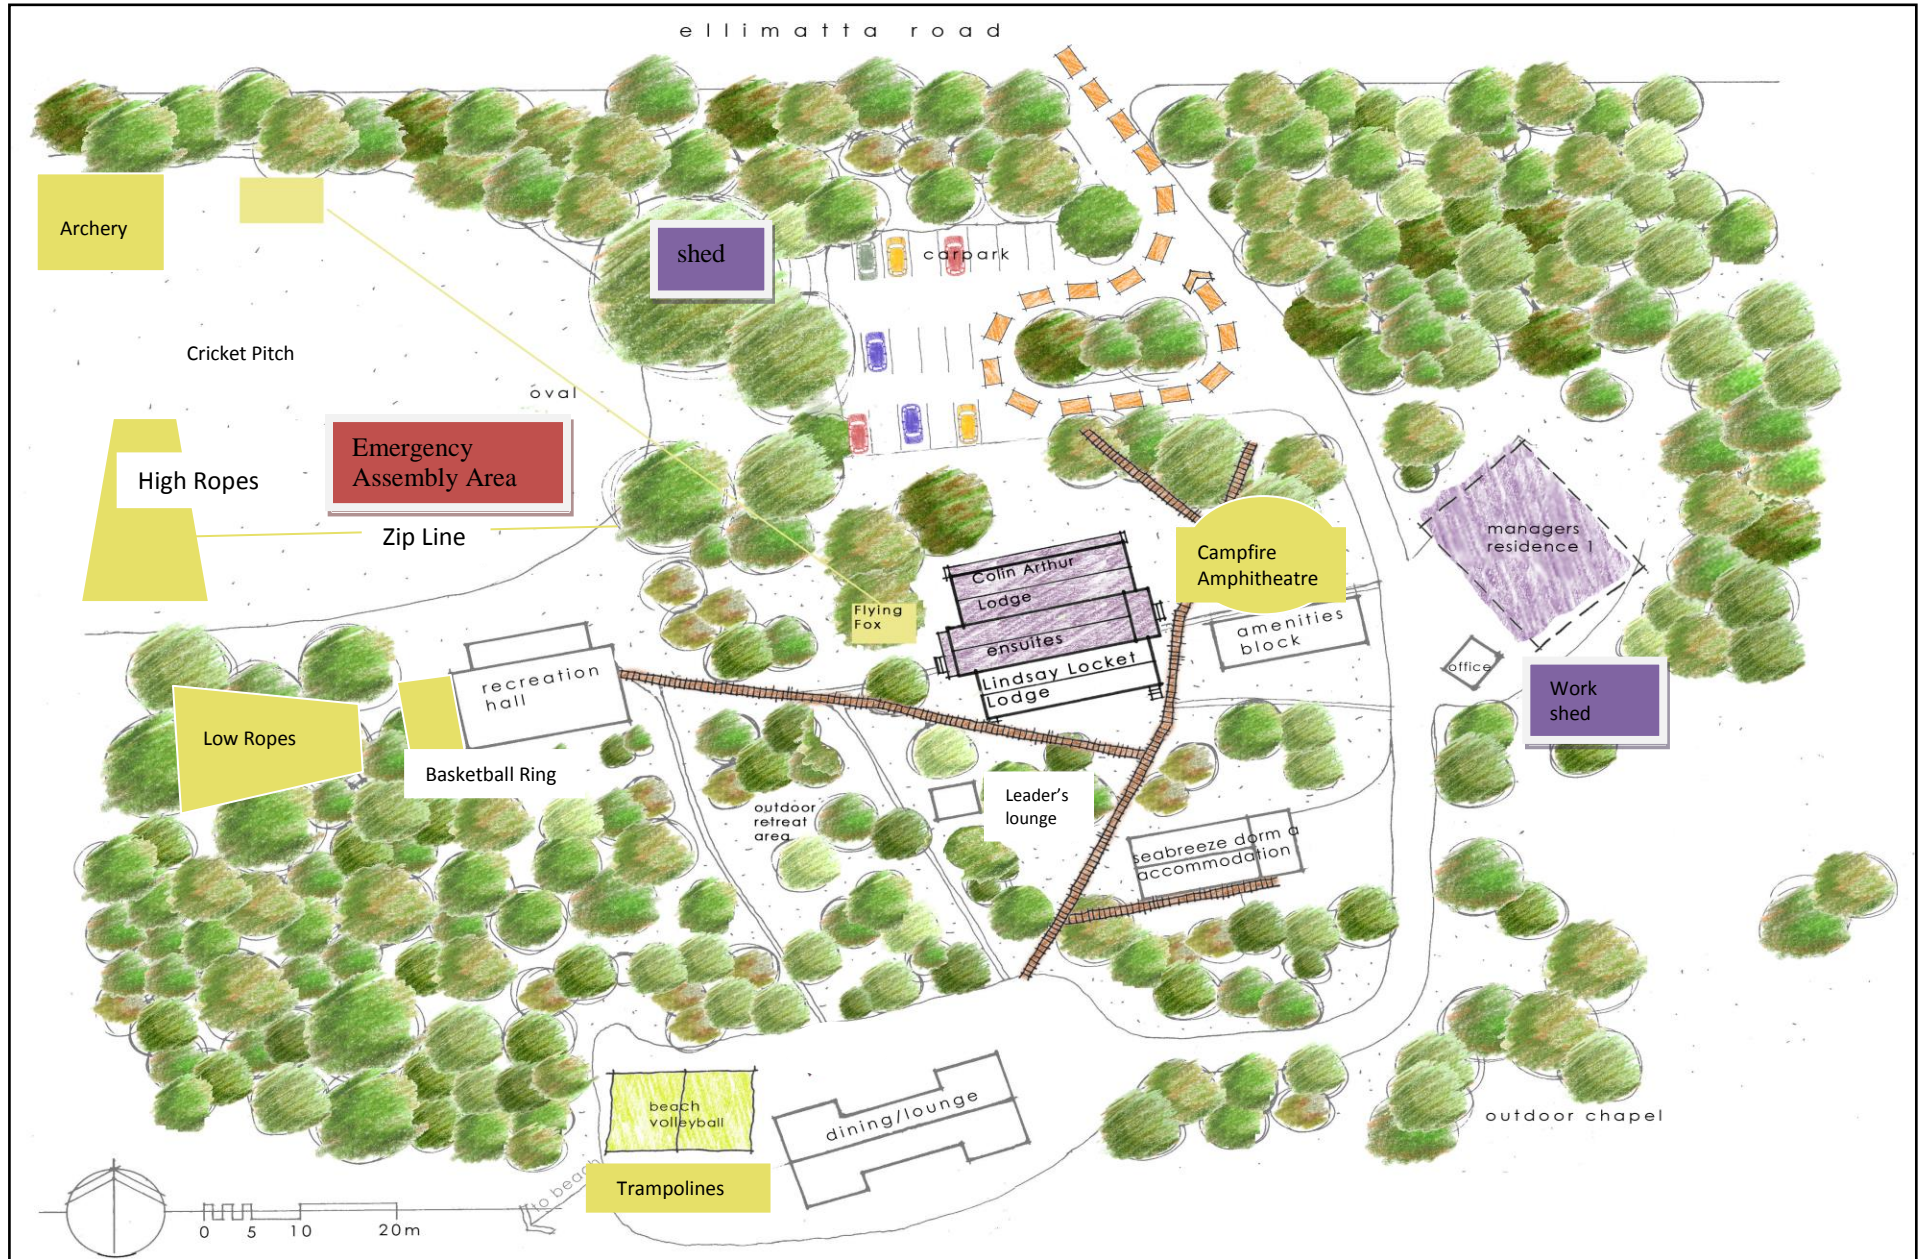 ellimatta road
Archery
shed
carpark
Cricket Pitch
oval
Emergency
Assembly Area
High Ropes
Zip Line
managers
residence 1
Campfire
Amphitheatre
Colin Arthur
Lodge
ensuites
Lindsay Locket
Lodge
Flying
Fox
amenities
block
office
Work
shed
recreation
hall
Low Ropes
Basketball Ring
outdoor
retreat
area
Leader’s
lounge
seabreeze dorm a
accommodation
beach
volleyball
dining/lounge
outdoor chapel
Trampolines
to beach
0 5 10 20m